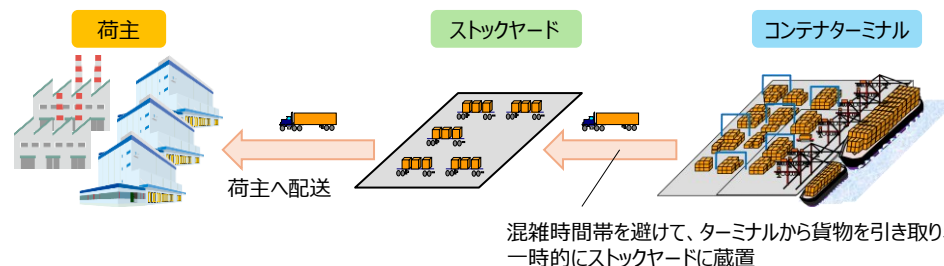 荷主
ストックヤード
コンテナターミナル
荷主へ配送
混雑時間帯を避けて、ターミナルから貨物を引き取り、
一時的にストックヤードに蔵置